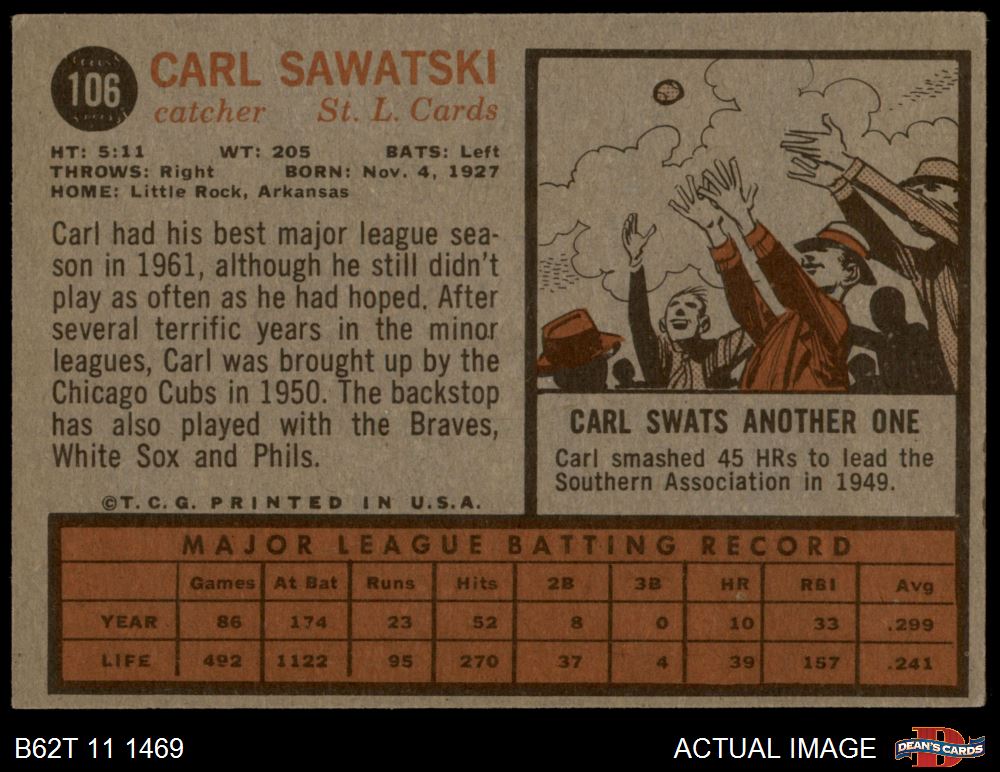 106
CARL SAWATSKI
catcher St. L. Cards
HT: 5:11 WT: 205 BATS: Left
THROWS: Right BORN: Nov. 4, 1927
HOME: Little Rock, Arkansas
Carl had his best major league sea-
son in 1961, although he still didn't
play as often as he had hoped. After
several terrific years in the minor
leagues, Carl was brought up by the
Chicago Cubs in 1950. The backstop
has also played with the Braves,
White Sox and Phils.
©T.C.G. PRINTED IN U.S.A.
CARL SWATS ANOTHER ONE
Carl smashed 45 HRs to lead the
Southern Association in 1949.
MAJOR LEAGUE BATTING RECORD
Games At Bat Runs Hits 2B 3B HR RBI Avg
YEAR 86 174 23 52 8 0 10 33 .299
LIFE 492 1122 95 270 37 4 39 157 .241
B62T 11 1469
ACTUAL IMAGE
D
DEAN'S CARDS